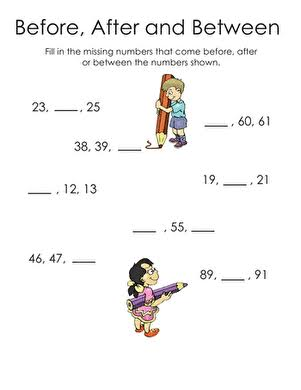 Before, After and Between
Fill in the missing numbers that come before, after
or between the numbers shown.
23, ____ , 25
____ , 60, 61
38, 39, ____
19, ____ , 21
____ , 12, 13
____ , 55, ____
46, 47, ____
89, ____ , 91